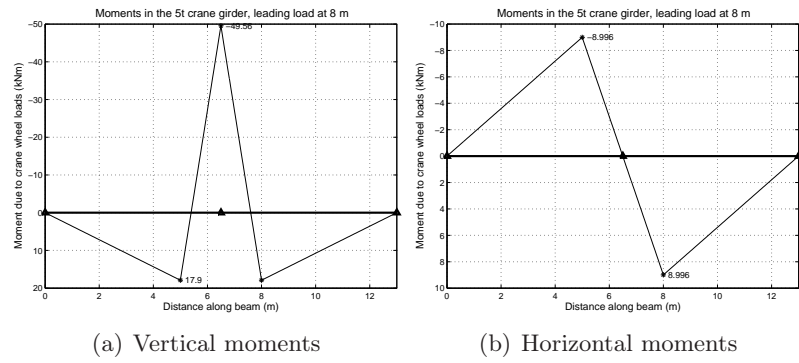 Moments in the 5t crane girder, leading load at 8 m
Moment due to crane wheel loads (kNm)
−50
−40
−30
−20
−10
0
10
20
−49.56
17.9
0 2 4 6 8 10 12
Distance along beam (m)
(a) Vertical moments
Moments in the 5t crane girder, leading load at 8 m
Moment due to crane wheel loads (kNm)
−10
−8
−6
−4
−2
0
2
4
6
8
10
−8.996
8.996
0 2 4 6 8 10 12
Distance along beam (m)
(b) Horizontal moments